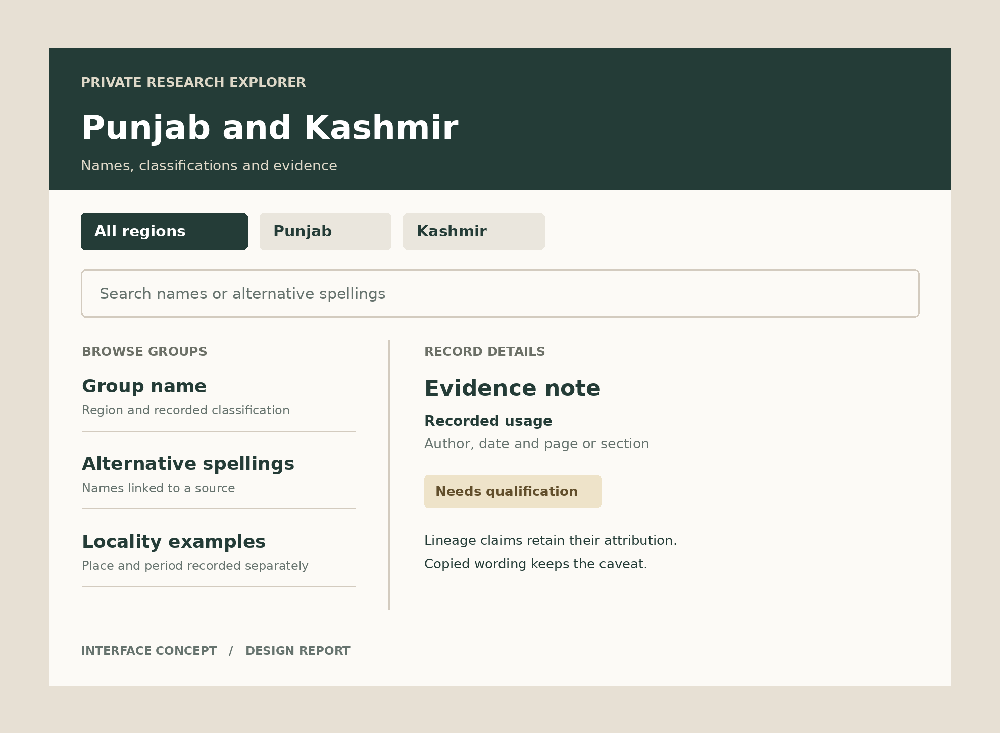 PRIVATE RESEARCH EXPLORER
Punjab and Kashmir
Names, classifications and evidence
All regions
Punjab
Kashmir
Search names or alternative spellings
BROWSE GROUPS
Group name
Region and recorded classification
Alternative spellings
Names linked to a source
Locality examples
Place and period recorded separately
RECORD DETAILS
Evidence note
Recorded usage
Author, date and page or section
Needs qualification
Lineage claims retain their attribution.
Copied wording keeps the caveat.
INTERFACE CONCEPT / DESIGN REPORT